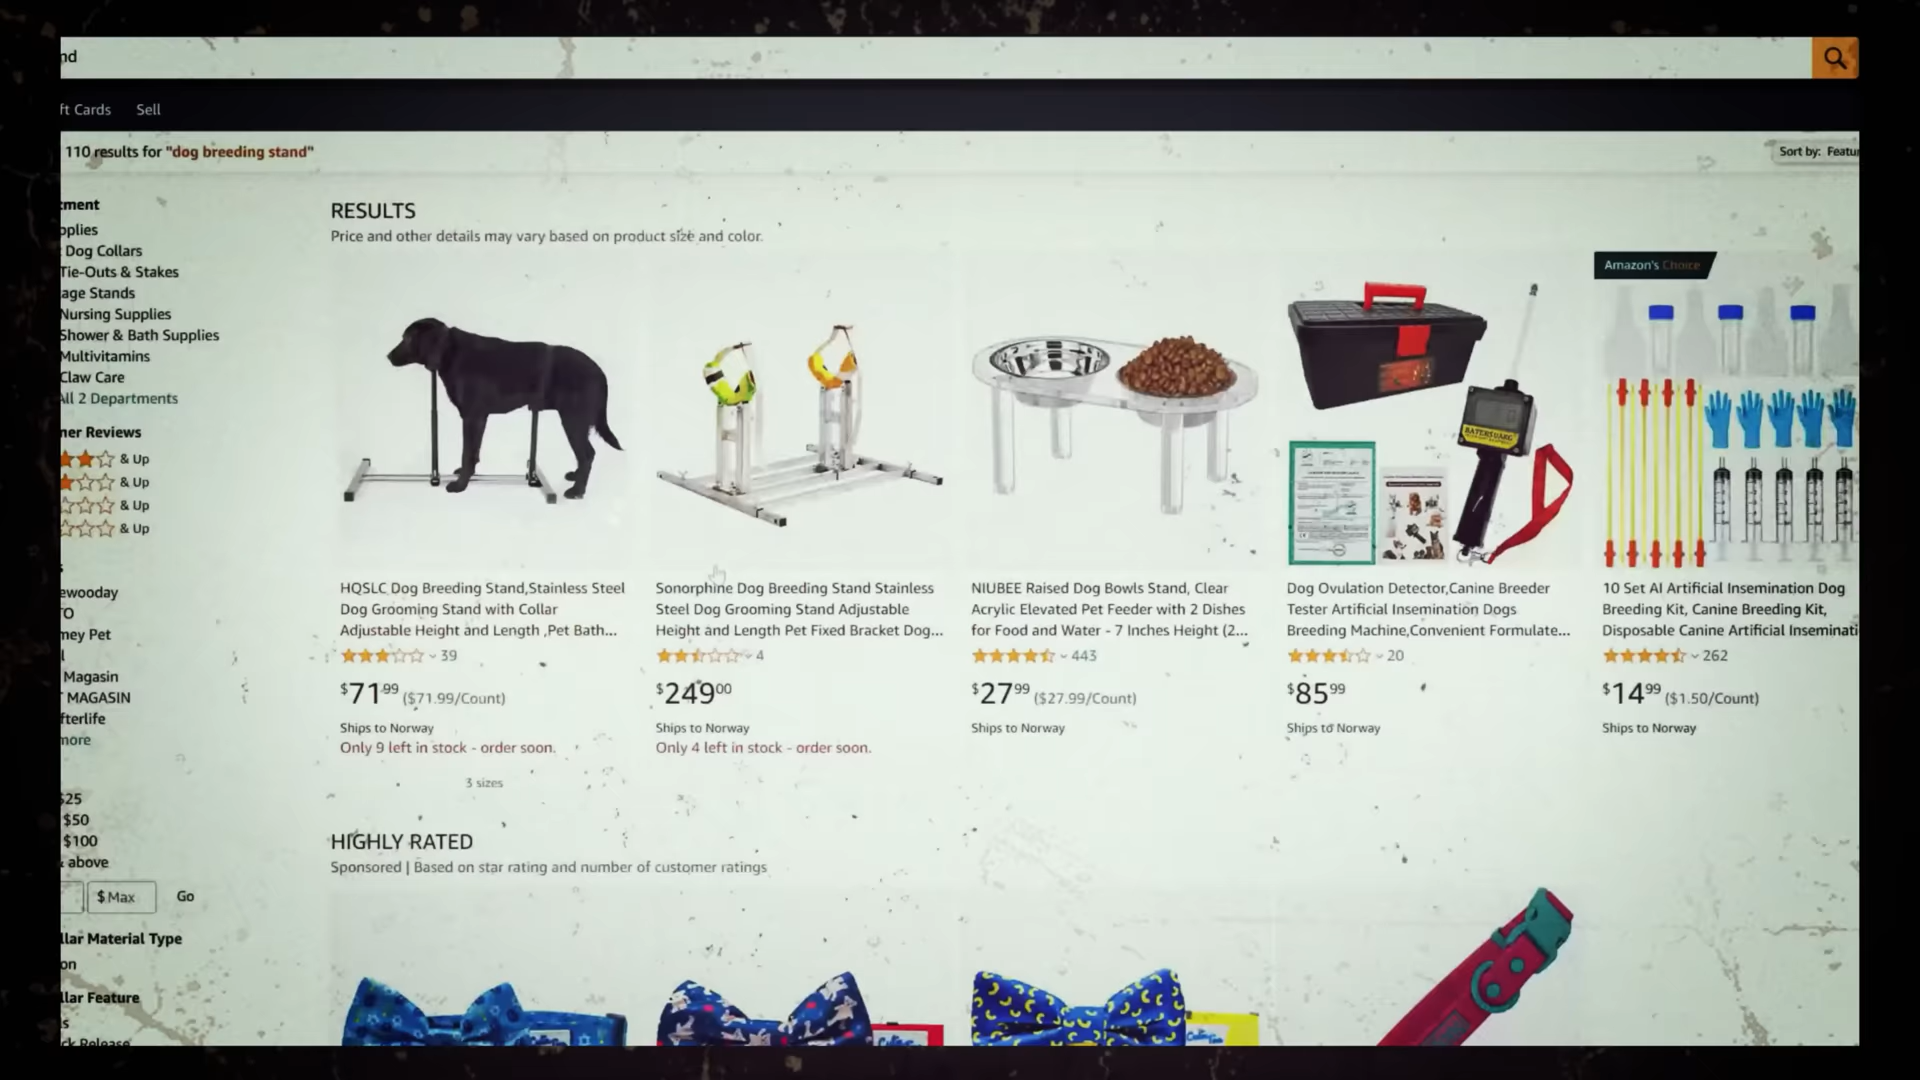 nd
ft Cards Sell
110 results for "dog breeding stand"
Sort by: Featu
tment
pplies
Dog Collars
Tie-Outs & Stakes
age Stands
Nursing Supplies
Shower & Bath Supplies
Multivitamins
Claw Care
All 2 Departments
ner Reviews
& Up
& Up
& Up
& Up
s
ewooday
TO
ney Pet
l
Magasin
MAGASIN
fterlife
more
$25
$50
$100
& above
$ Max Go
llar Material Type
on
llar Feature
ls
ck Release
RESULTS
Price and other details may vary based on product size and color.
HQSLC Dog Breeding Stand,Stainless Steel
Dog Grooming Stand with Collar
Adjustable Height and Length ,Pet Bath...
39
$71.99 ($71.99/Count)
Ships to Norway
Only 9 left in stock - order soon.
3 sizes
Sonorphine Dog Breeding Stand Stainless
Steel Dog Grooming Stand Adjustable
Height and Length Pet Fixed Bracket Dog...
4
$249.00
Ships to Norway
Only 4 left in stock - order soon.
NIUBEE Raised Dog Bowls Stand, Clear
Acrylic Elevated Pet Feeder with 2 Dishes
for Food and Water - 7 Inches Height (2...
443
$27.99 ($27.99/Count)
Ships to Norway
Dog Ovulation Detector,Canine Breeder
Tester Artificial Insemination Dogs
Breeding Machine,Convenient Formulate...
20
$85.99
Ships to Norway
Amazon's Choice
10 Set AI Artificial Insemination Dog
Breeding Kit, Canine Breeding Kit,
Disposable Canine Artificial Inseminati
262
$14.99 ($1.50/Count)
Ships to Norway
HIGHLY RATED
Sponsored | Based on star rating and number of customer ratings